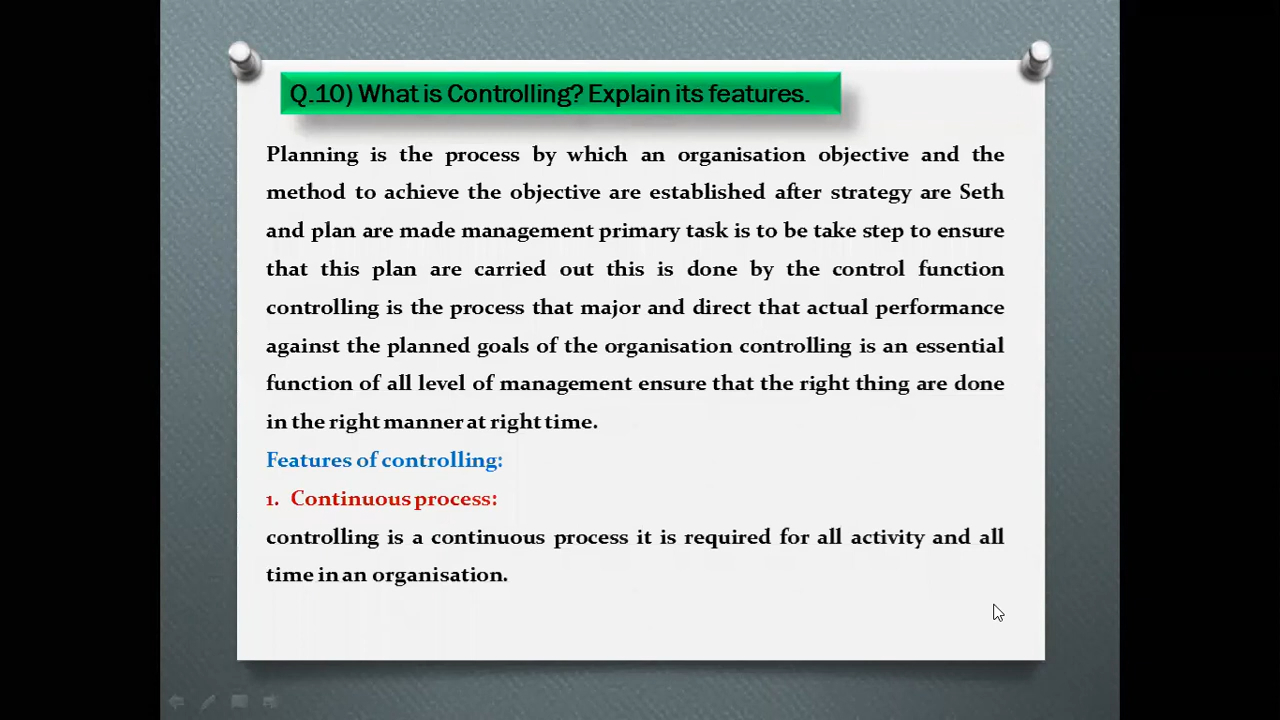 Q.10) What is Controlling? Explain its features.
Planning is the process by which an organisation objective and the
method to achieve the objective are established after strategy are Seth
and plan are made management primary task is to be take step to ensure
that this plan are carried out this is done by the control function
controlling is the process that major and direct that actual performance
against the planned goals of the organisation controlling is an essential
function of all level of management ensure that the right thing are done
in the right manner at right time.
Features of controlling:
1. Continuous process:
controlling is a continuous process it is required for all activity and all
time in an organisation.